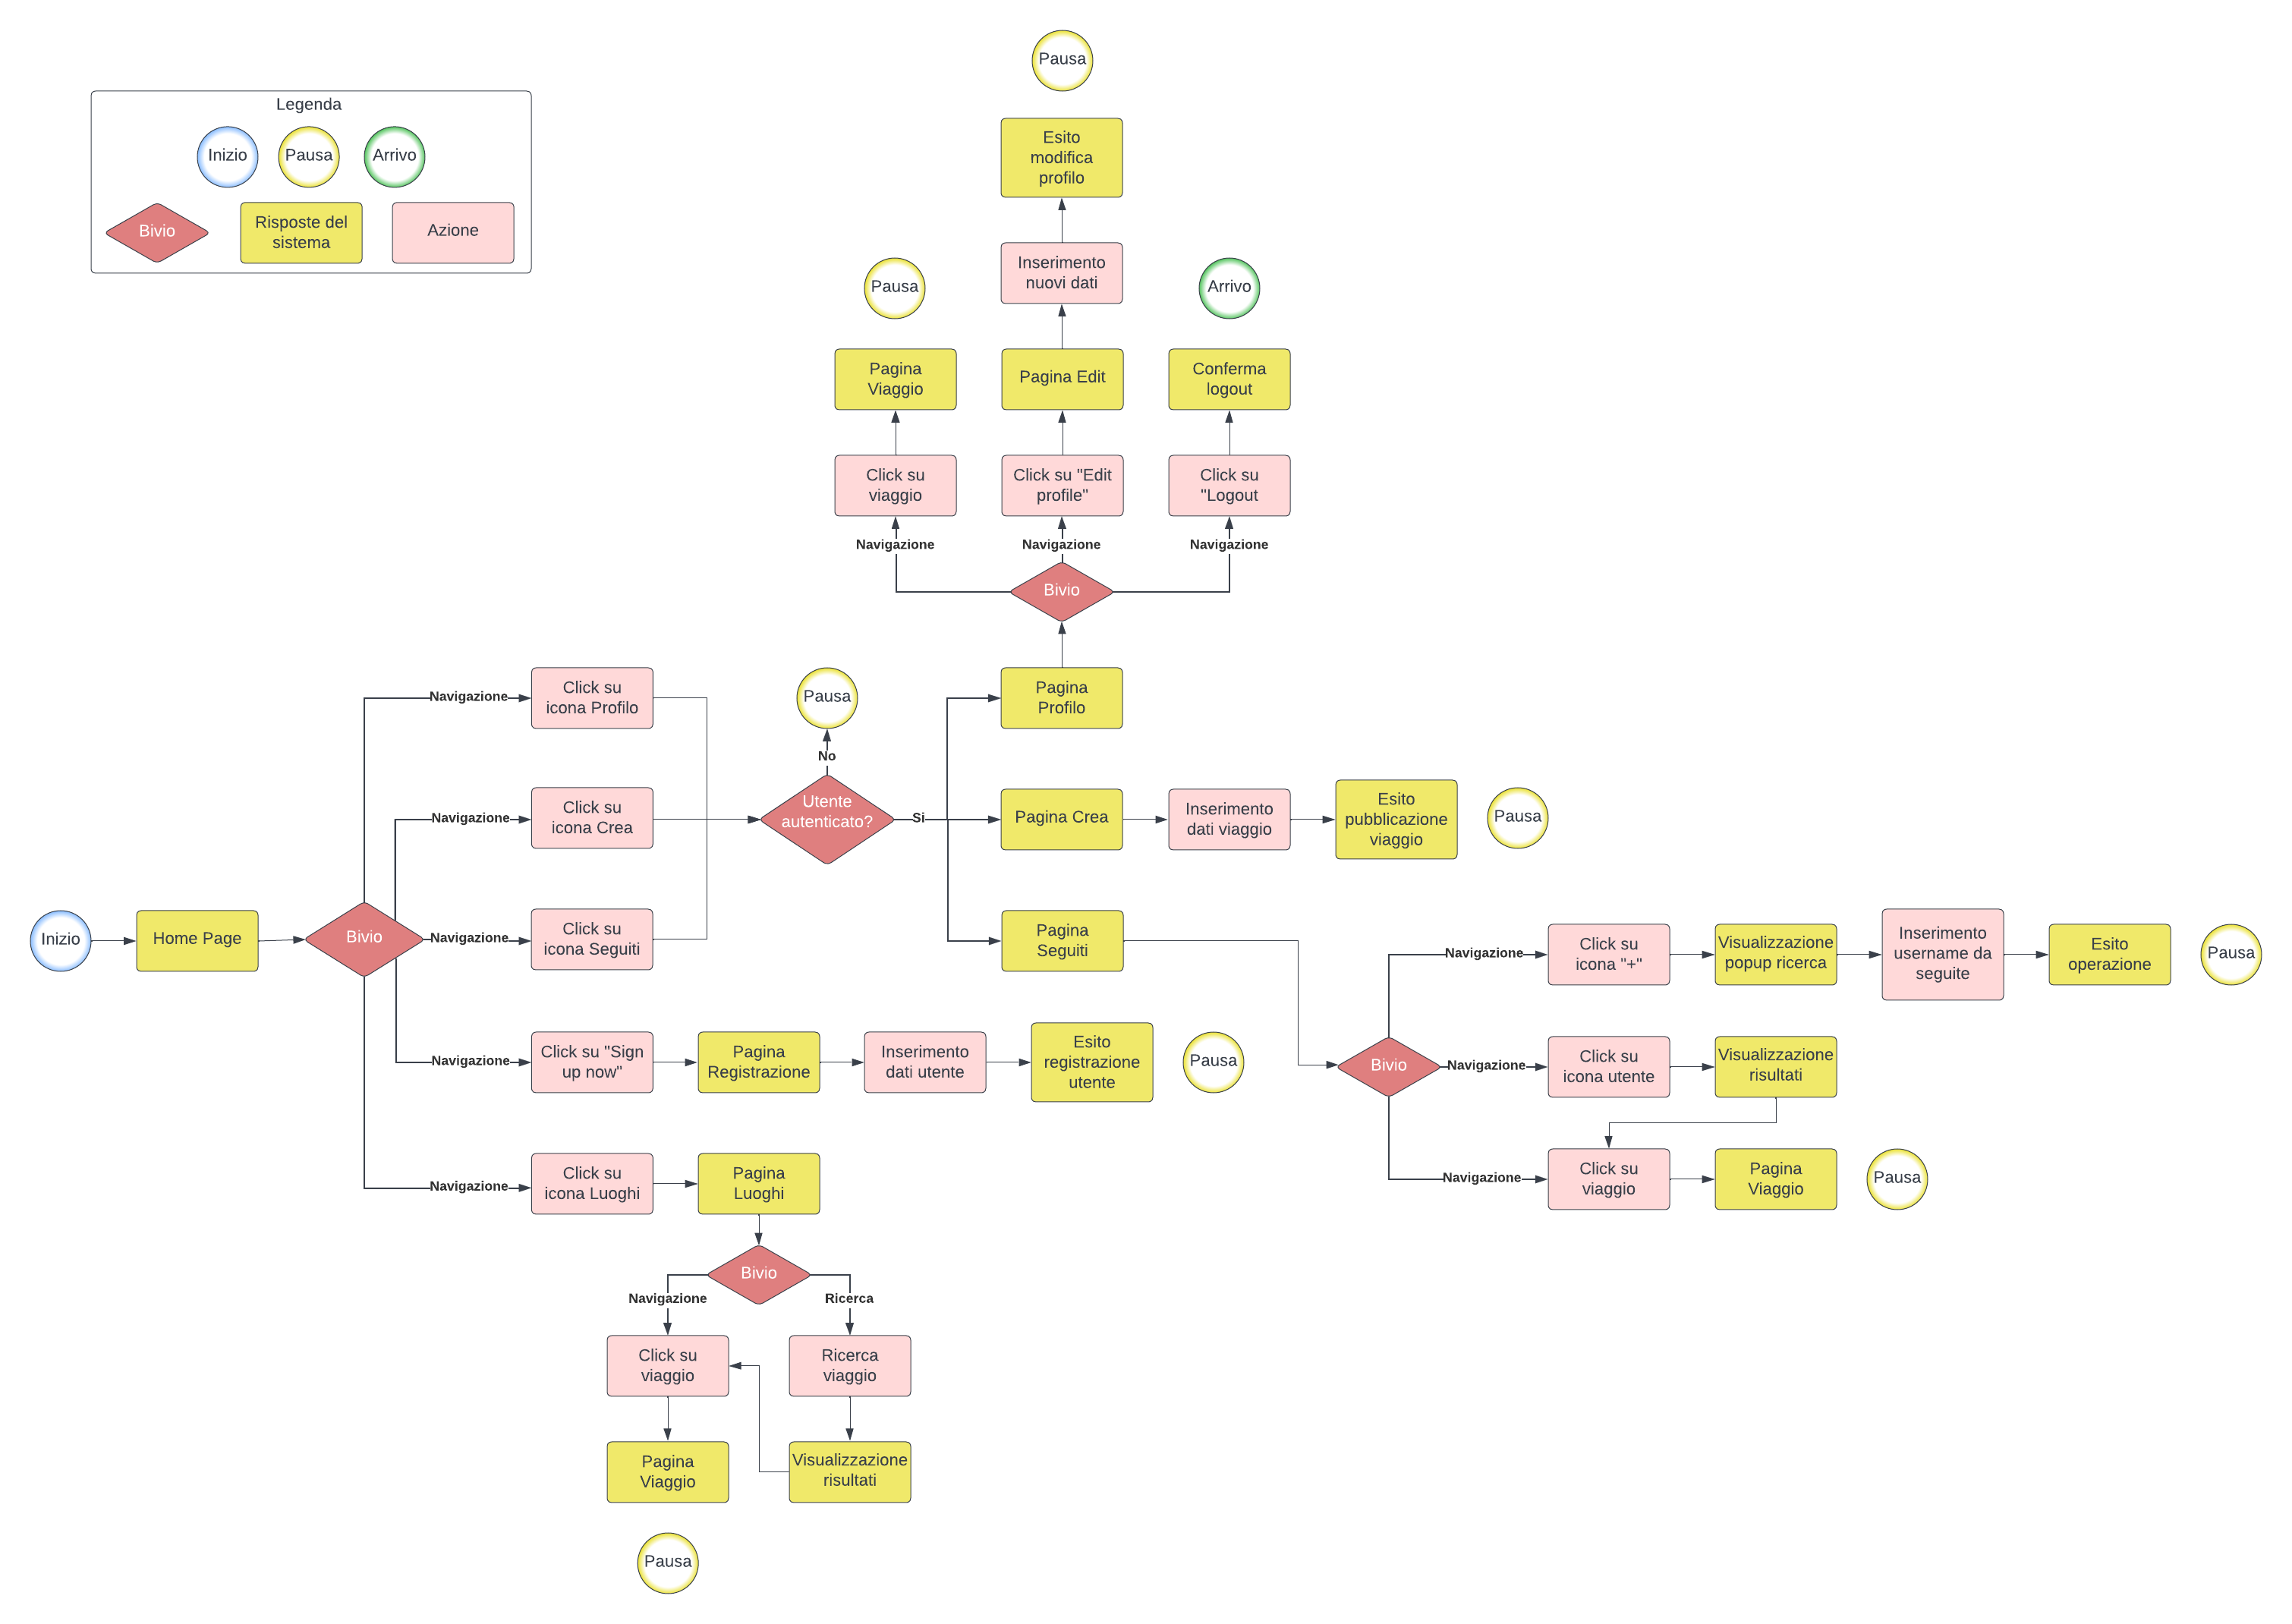 Pausa
Legenda
Inizio
Pausa
Arrivo
Bivio
Risposte del
sistema
Azione
Esito
modifica
profilo
Inserimento
nuovi dati
Pausa
Arrivo
Pagina
Viaggio
Pagina Edit
Conferma
logout
Click su
viaggio
Click su "Edit
profile"
Click su
"Logout
Navigazione
Navigazione
Navigazione
Bivio
Navigazione
Click su
icona Profilo
Pausa
Pagina
Profilo
No
Navigazione
Click su
icona Crea
Utente
autenticato?
Si
Pagina Crea
Inserimento
dati viaggio
Esito
pubblicazione
viaggio
Pausa
Inizio
Home Page
Bivio
Navigazione
Click su
icona Seguiti
Pagina
Seguiti
Navigazione
Click su
icona "+"
Visualizzazione
popup ricerca
Inserimento
username da
seguite
Esito
operazione
Pausa
Navigazione
Click su "Sign
up now"
Pagina
Registrazione
Inserimento
dati utente
Esito
registrazione
utente
Pausa
Bivio
Navigazione
Click su
icona utente
Visualizzazione
risultati
Navigazione
Click su
icona Luoghi
Pagina
Luoghi
Navigazione
Click su
viaggio
Pagina
Viaggio
Pausa
Bivio
Navigazione
Ricerca
Click su
viaggio
Ricerca
viaggio
Pagina
Viaggio
Visualizzazione
risultati
Pausa